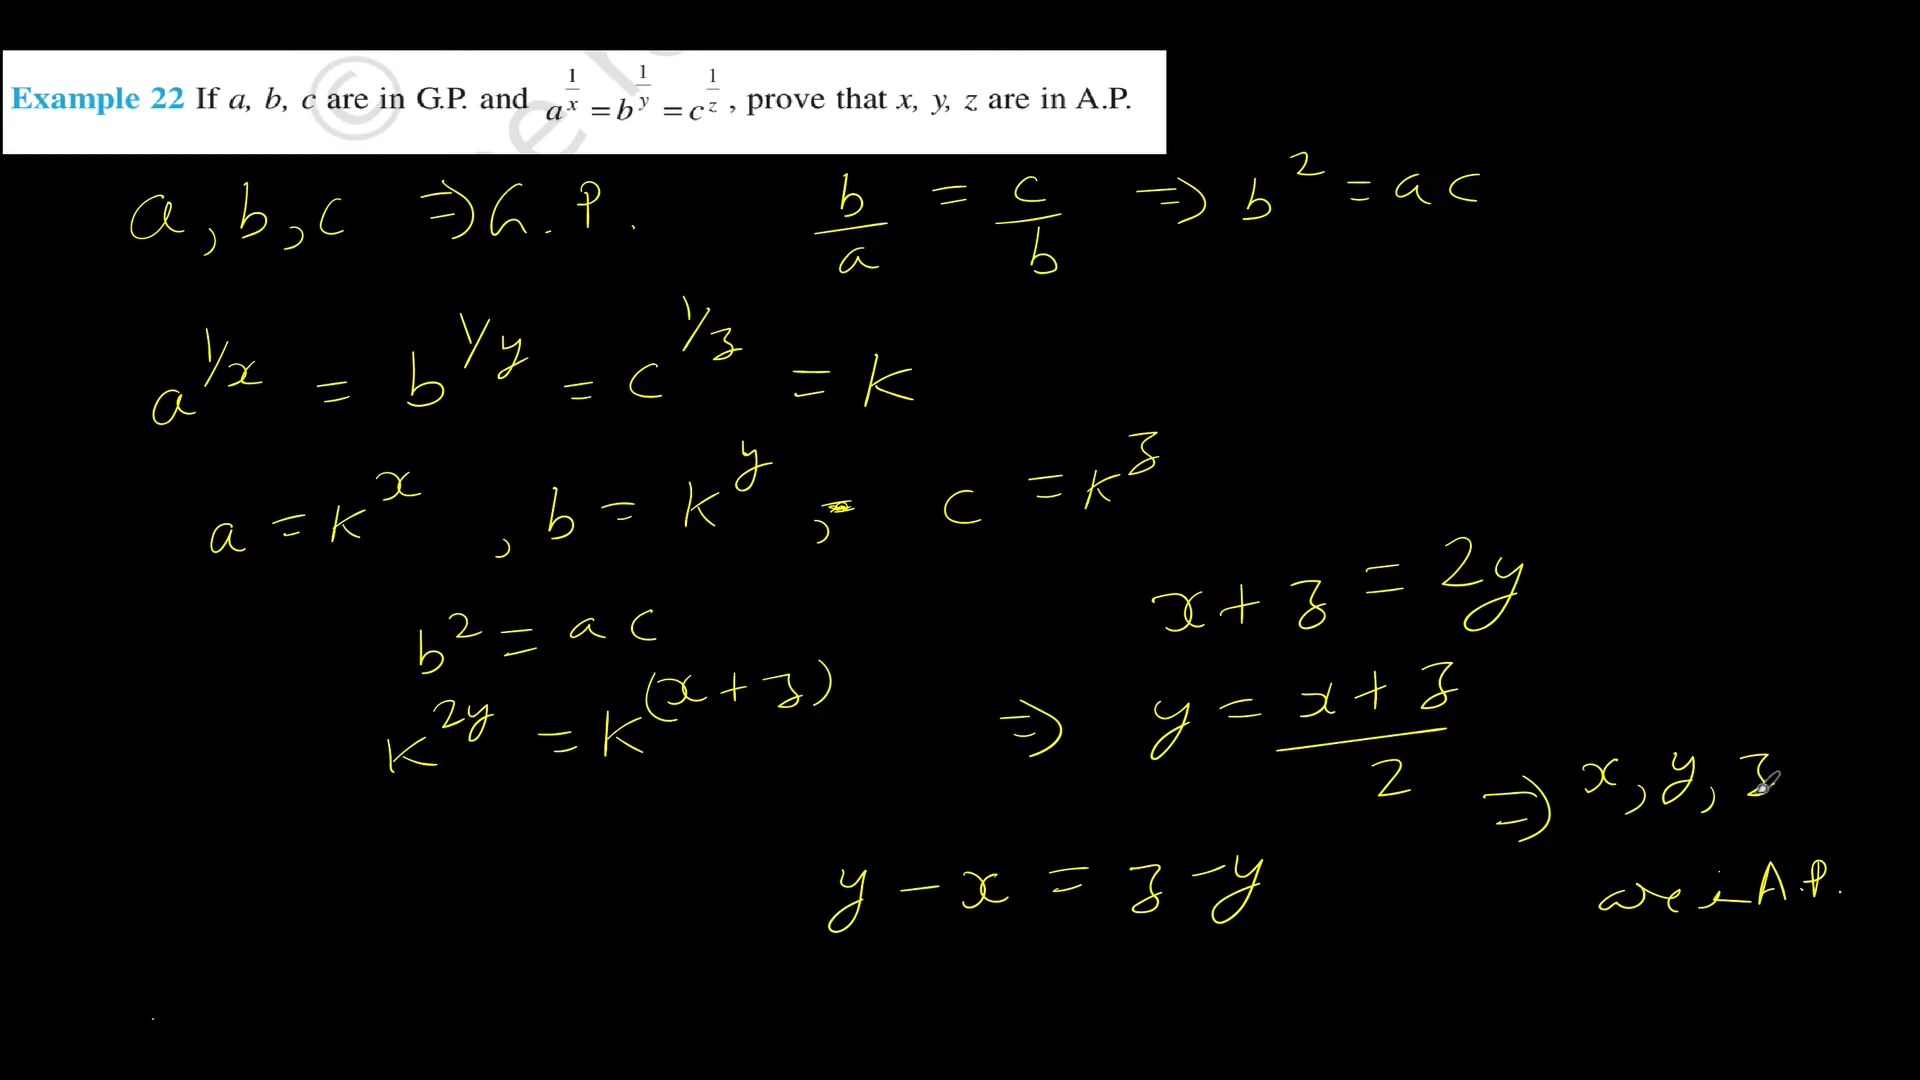 Example 22 If a, b, c are in G.P. and a^(1/x) = b^(1/y) = c^(1/z), prove that x, y, z are in A.P.
a, b, c ⇒ G.P. b/a = c/b ⇒ b² = ac
a^(1/x) = b^(1/y) = c^(1/z) = k
a = k^x, b = k^y, c = k^z
b² = ac
k^(2y) = k^(x+z)
x + z = 2y
⇒ y = (x+z)/2
⇒ x, y, z
are in A.P.
y - x = z - y